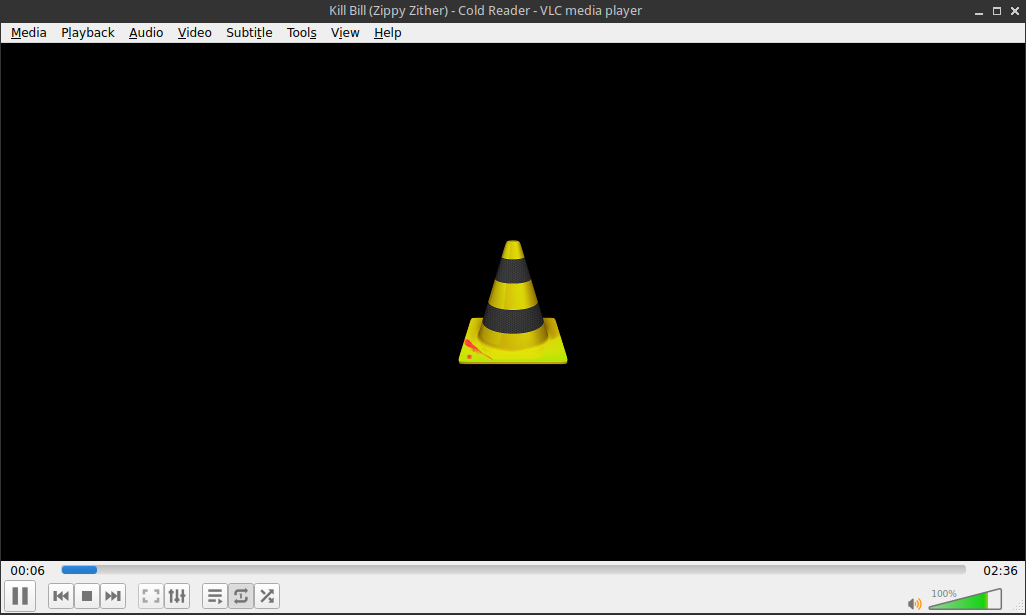 Kill Bill (Zippy Zither) - Cold Reader - VLC media player
Media Playback Audio Video Subtitle Tools View Help
00:06 02:36
100%